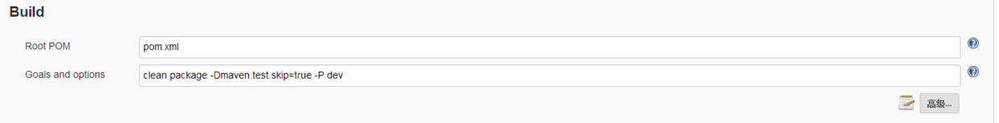 Build
Root POM
pom.xml
Goals and options
clean package -Dmaven.test.skip=true -P dev
高级...